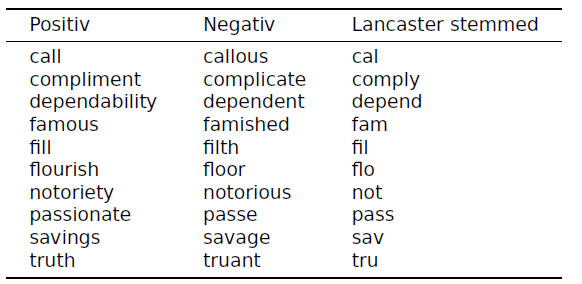 Positiv Negativ Lancaster stemmed
call callous cal
compliment complicate comply
dependability dependent depend
famous famished fam
fill filth fil
flourish floor flo
notoriety notorious not
passionate passe pass
savings savage sav
truth truant tru